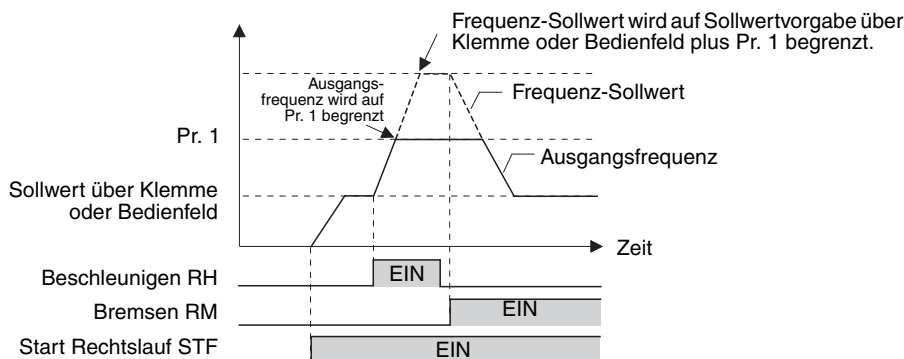 Frequenz-Sollwert wird auf Sollwertvorgabe über
Klemme oder Bedienfeld plus Pr. 1 begrenzt.
Ausgangs-
frequenz wird auf
Pr. 1 begrenzt
Frequenz-Sollwert
Pr. 1
Ausgangsfrequenz
Sollwert über Klemme
oder Bedienfeld
Zeit
Beschleunigen RH
EIN
Bremsen RM
EIN
Start Rechtslauf STF
EIN